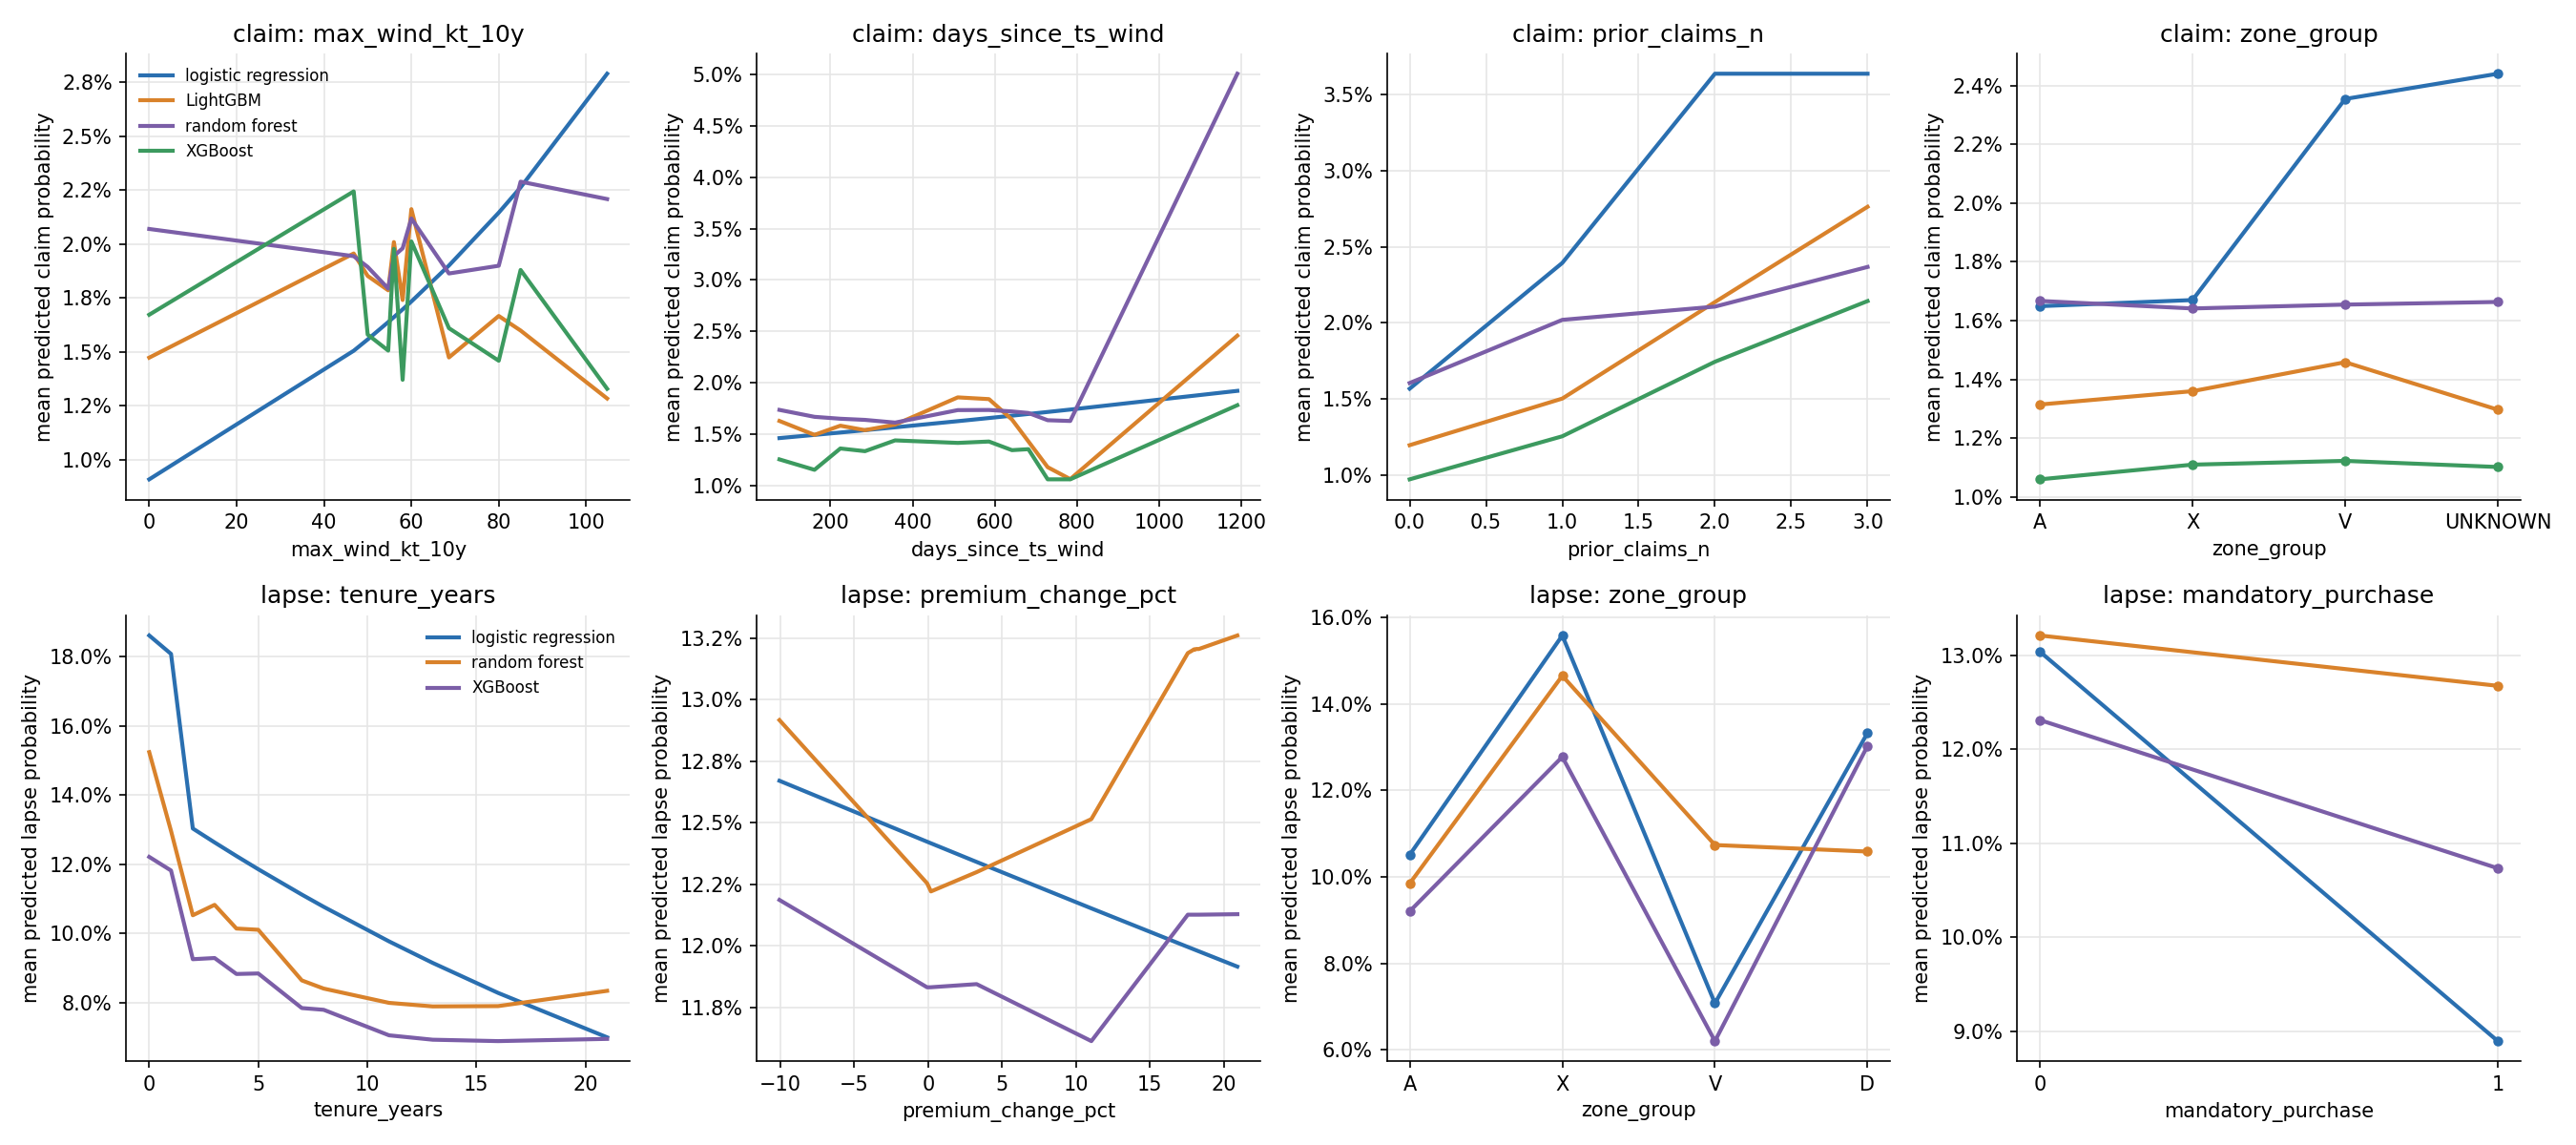 claim: max_wind_kt_10y
mean predicted claim probability
2.8%
2.5%
2.2%
2.0%
1.8%
1.5%
1.2%
1.0%
logistic regression
LightGBM
random forest
XGBoost
0 20 40 60 80 100
max_wind_kt_10y
claim: days_since_ts_wind
mean predicted claim probability
5.0%
4.5%
4.0%
3.5%
3.0%
2.5%
2.0%
1.5%
1.0%
200 400 600 800 1000 1200
days_since_ts_wind
claim: prior_claims_n
mean predicted claim probability
3.5%
3.0%
2.5%
2.0%
1.5%
1.0%
0.0 0.5 1.0 1.5 2.0 2.5 3.0
prior_claims_n
claim: zone_group
mean predicted claim probability
2.4%
2.2%
2.0%
1.8%
1.6%
1.4%
1.2%
1.0%
A X V UNKNOWN
zone_group
lapse: tenure_years
mean predicted lapse probability
18.0%
16.0%
14.0%
12.0%
10.0%
8.0%
logistic regression
random forest
XGBoost
0 5 10 15 20
tenure_years
lapse: premium_change_pct
mean predicted lapse probability
13.2%
13.0%
12.8%
12.5%
12.2%
12.0%
11.8%
−10 −5 0 5 10 15 20
premium_change_pct
lapse: zone_group
mean predicted lapse probability
16.0%
14.0%
12.0%
10.0%
8.0%
6.0%
A X V D
zone_group
lapse: mandatory_purchase
mean predicted lapse probability
13.0%
12.0%
11.0%
10.0%
9.0%
0 1
mandatory_purchase